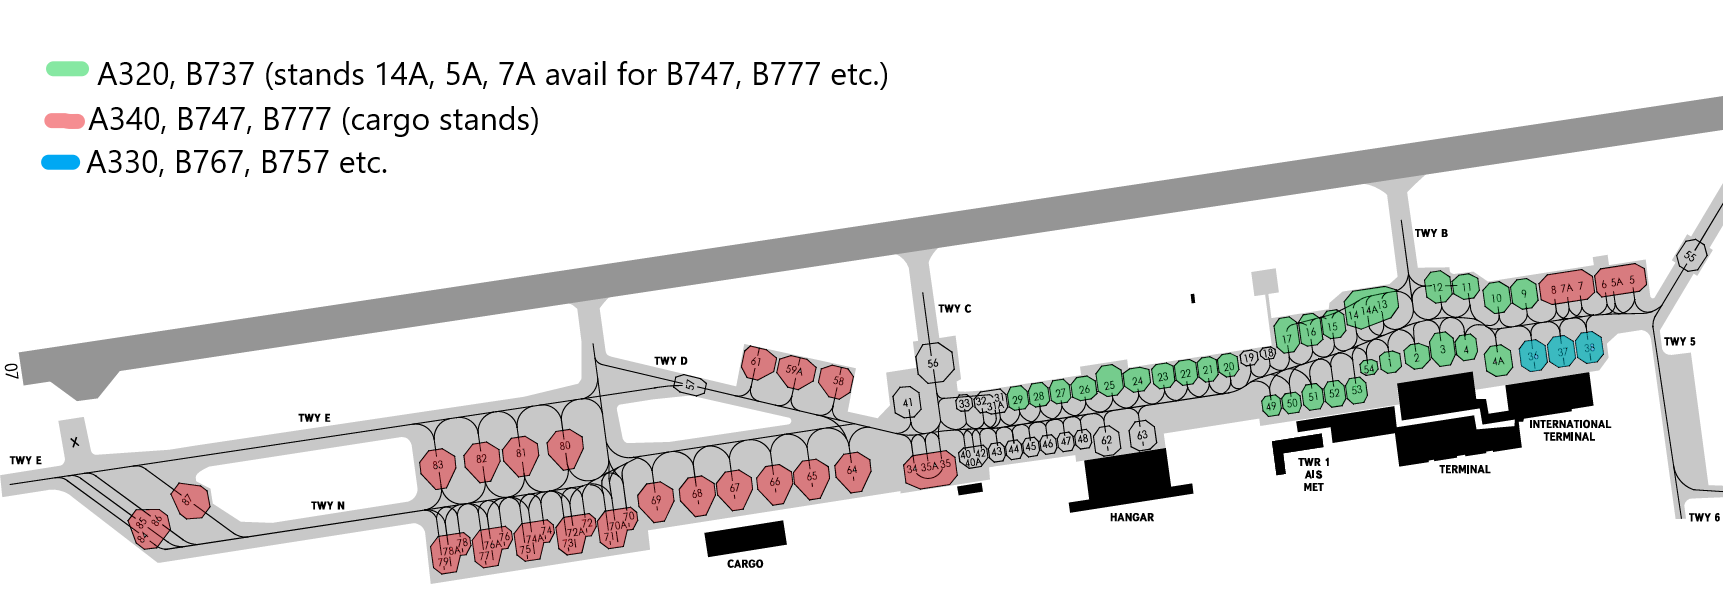 A320, B737 (stands 14A, 5A, 7A avail for B747, B777 etc.)
A340, B747, B777 (cargo stands)
A330, B767, B757 etc.
07
TWY E
X
TWY E
TWY N
TWY D
TWY C
TWY B
TWY 5
TWY 6
55
12 11 10 9 8 7A 7 6 5A 5
17 16 15 14 14A 13
54 1 2 3 4 4A 36 37 38
49 50 51 52 53
33 32 31A 31 29 28 27 26 25 24 23 22 21 20 19 18
56
41
40 40A 42 43 44 45 46 47 48 62 63
34 35A 35
61 59A 58
57
83 82 81 80
69 68 67 66 65 64
87
85 86
84
78A 78
79
76A 76
77
74A 74
75
72A 72
73
70A 70
71
CARGO
HANGAR
TWR 1
AIS
MET
TERMINAL
INTERNATIONAL
TERMINAL